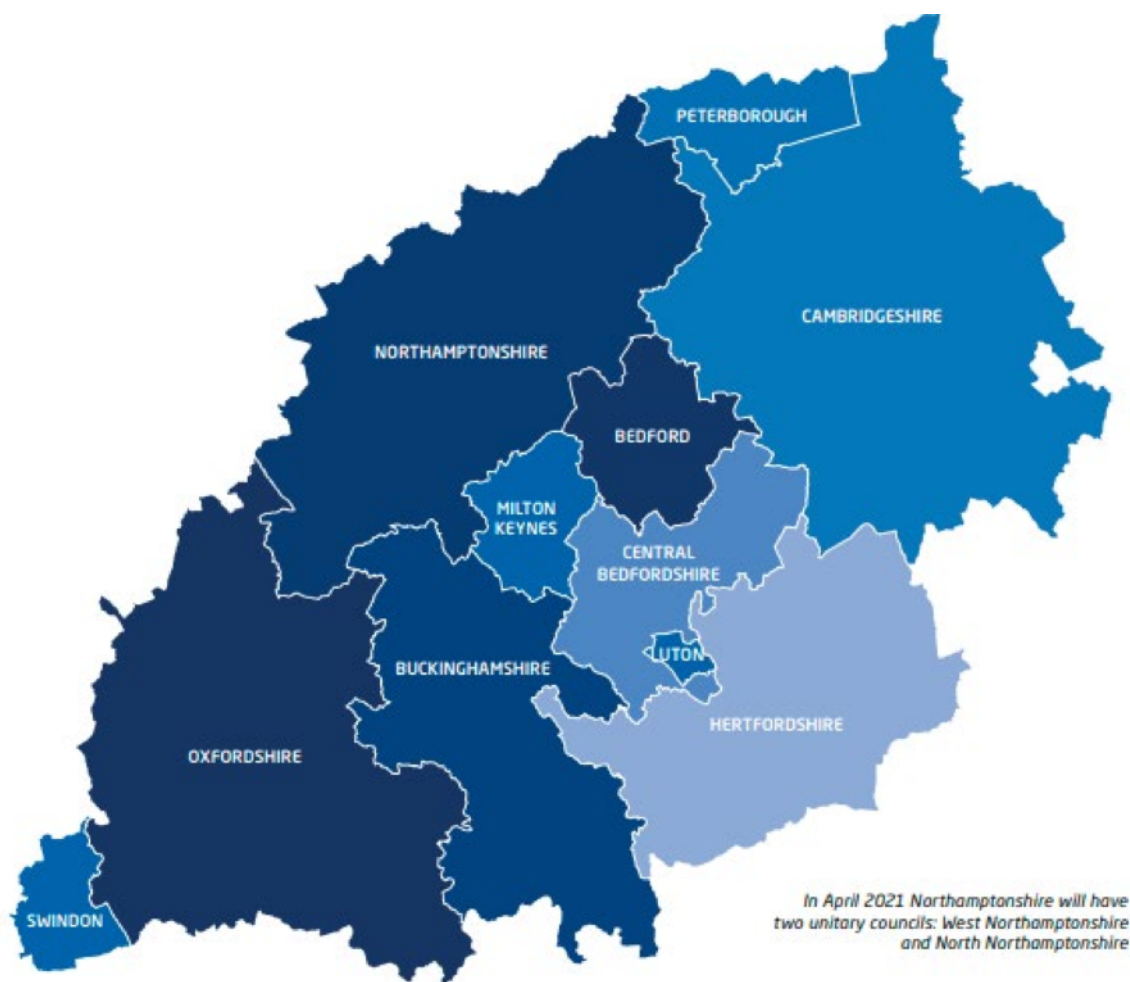 PETERBOROUGH
CAMBRIDGESHIRE
NORTHAMPTONSHIRE
BEDFORD
MILTON
KEYNES
CENTRAL
BEDFORDSHIRE
UTON
BUCKINGHAMSHIRE
HERTFORDSHIRE
OXFORDSHIRE
SWINDON
In April 2021 Northamptonshire will have
two unitary councils: West Northamptonshire
and North Northamptonshire